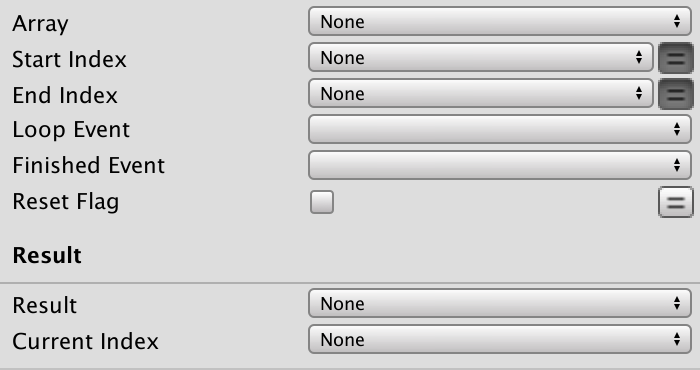 Array None
Start Index None
End Index None
Loop Event
Finished Event
Reset Flag
Result
Result None
Current Index None